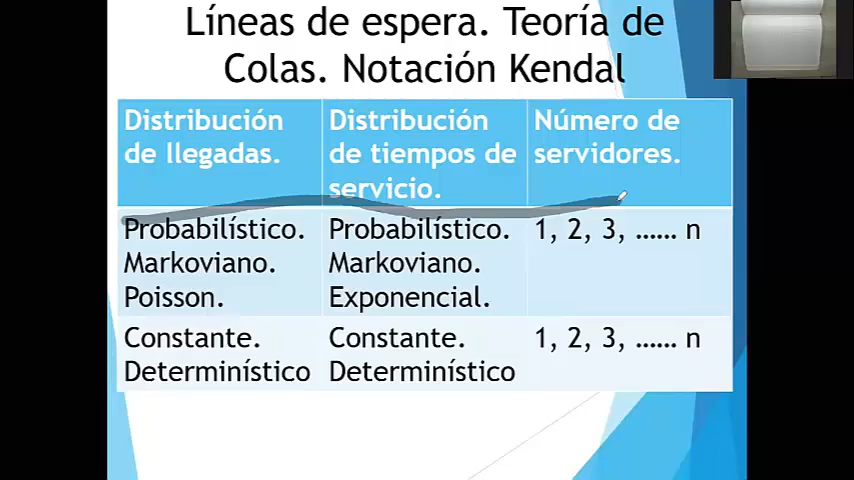 Líneas de espera. Teoría de
Colas. Notación Kendal
Distribución
de llegadas.
Distribución
de tiempos de
servicio.
Número de
servidores.
Probabilístico.
Markoviano.
Poisson.
Probabilístico.
Markoviano.
Exponencial.
1, 2, 3, …… n
Constante.
Determinístico
Constante.
Determinístico
1, 2, 3, …… n